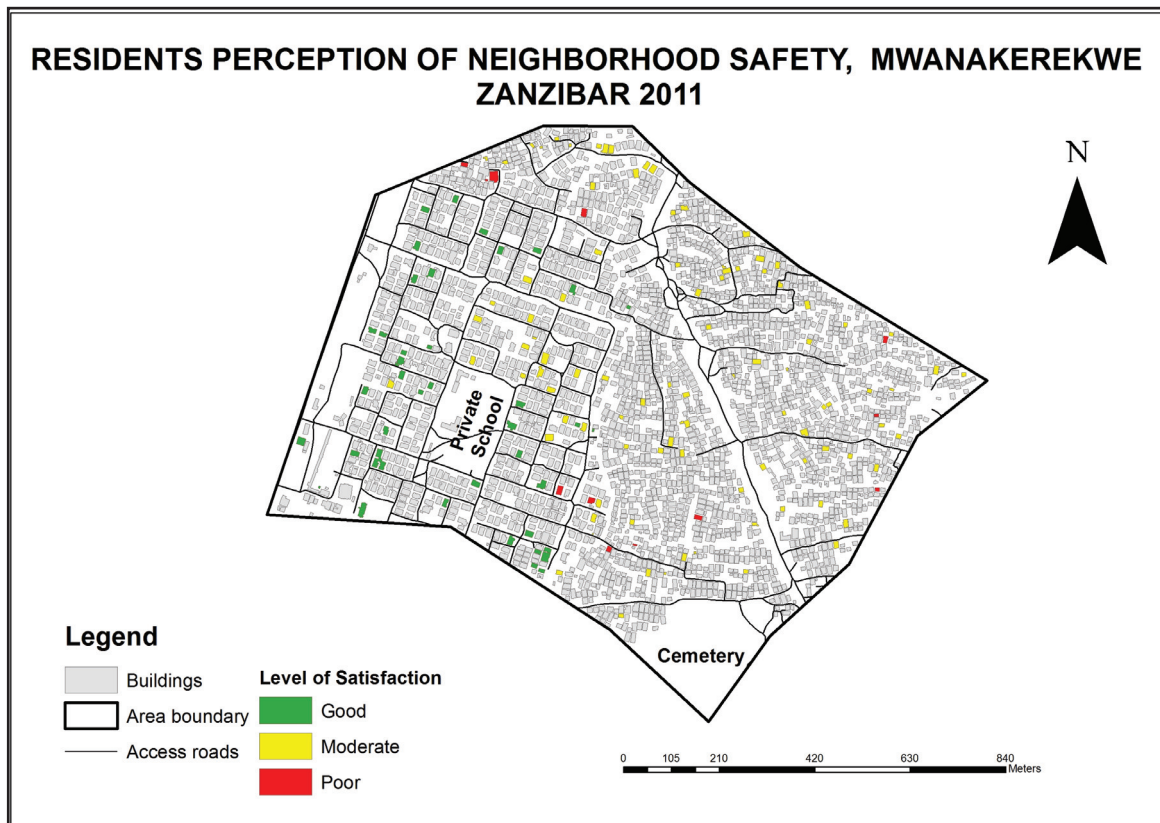 RESIDENTS PERCEPTION OF NEIGHBORHOOD SAFETY, MWANAKEREKWE
ZANZIBAR 2011
N
Private
School
Cemetery
Legend
Buildings
Area boundary
Access roads
Level of Satisfaction
Good
Moderate
Poor
0 105 210 420 630 840
Meters